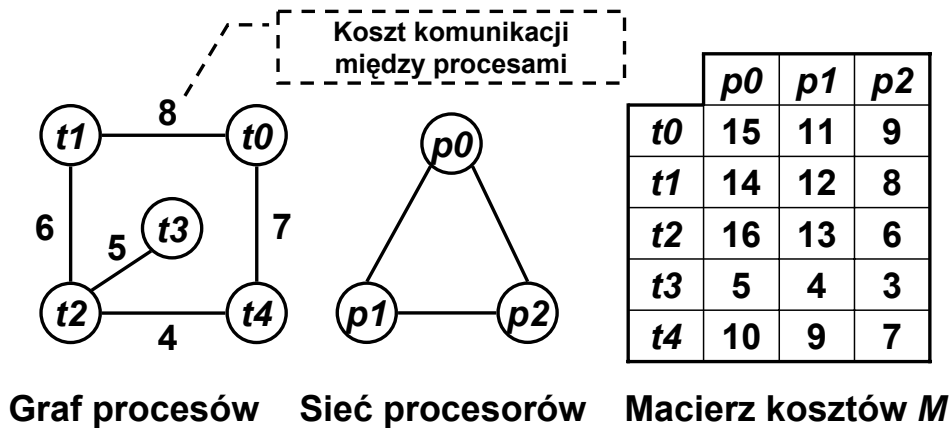 Koszt komunikacji
między procesami
8
t1
t0
6
5
t3
7
t2
4
t4
p0
p1
p2
p0 p1 p2
t0 15 11 9
t1 14 12 8
t2 16 13 6
t3 5 4 3
t4 10 9 7
Graf procesów
Sieć procesorów
Macierz kosztów M